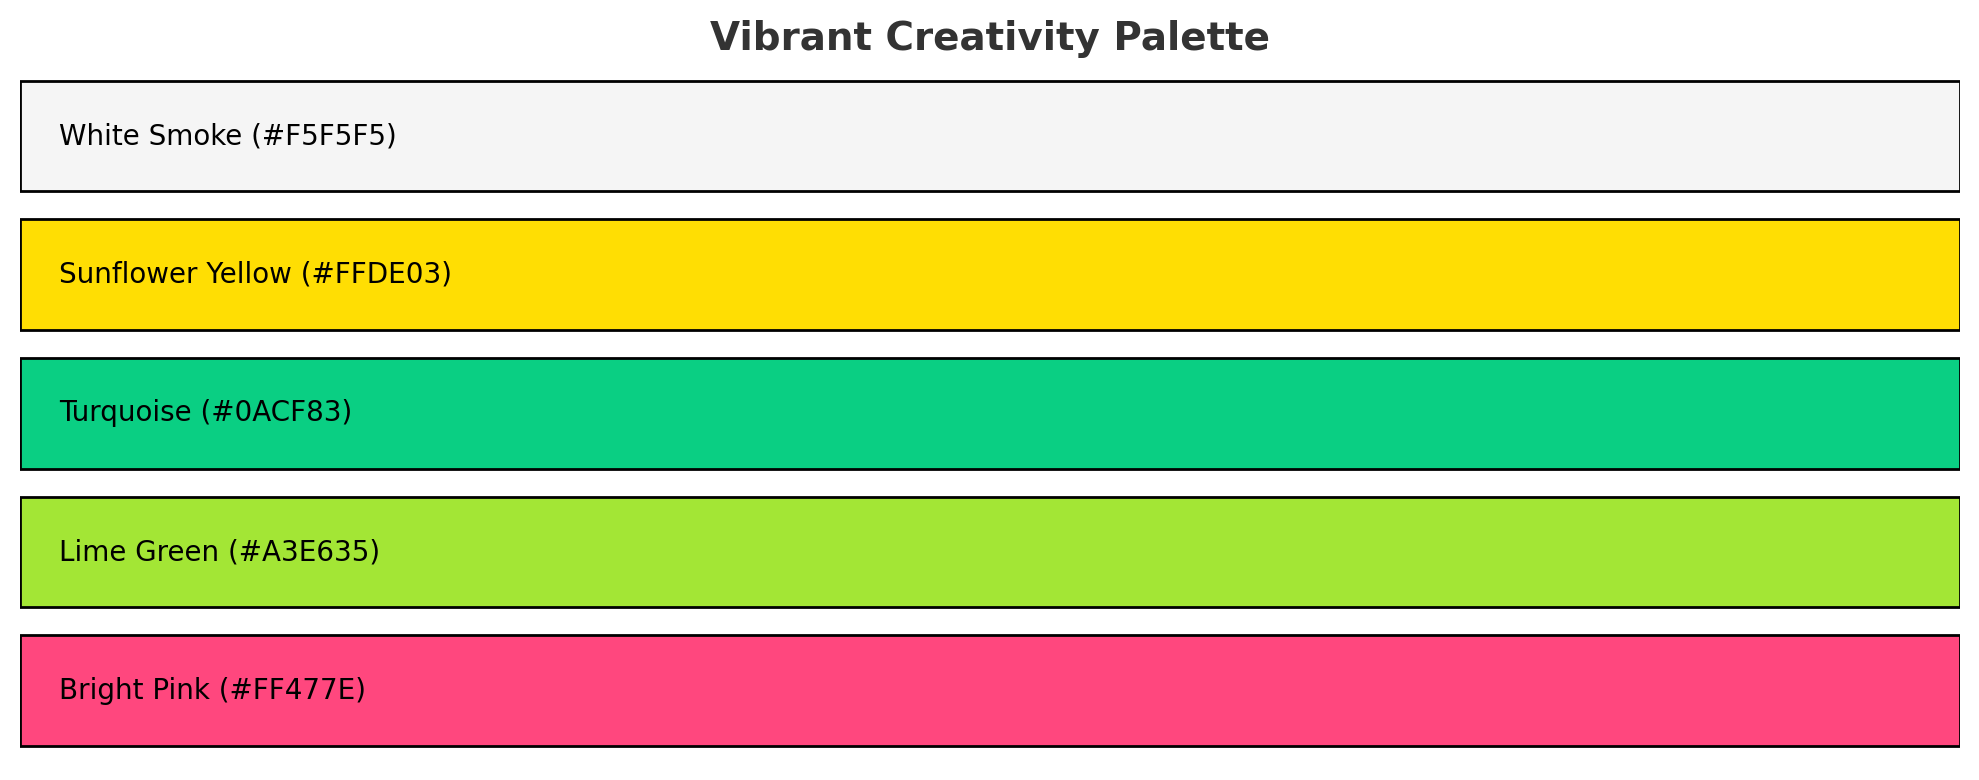 Vibrant Creativity Palette
White Smoke (#F5F5F5)
Sunflower Yellow (#FFDE03)
Turquoise (#0ACF83)
Lime Green (#A3E635)
Bright Pink (#FF477E)